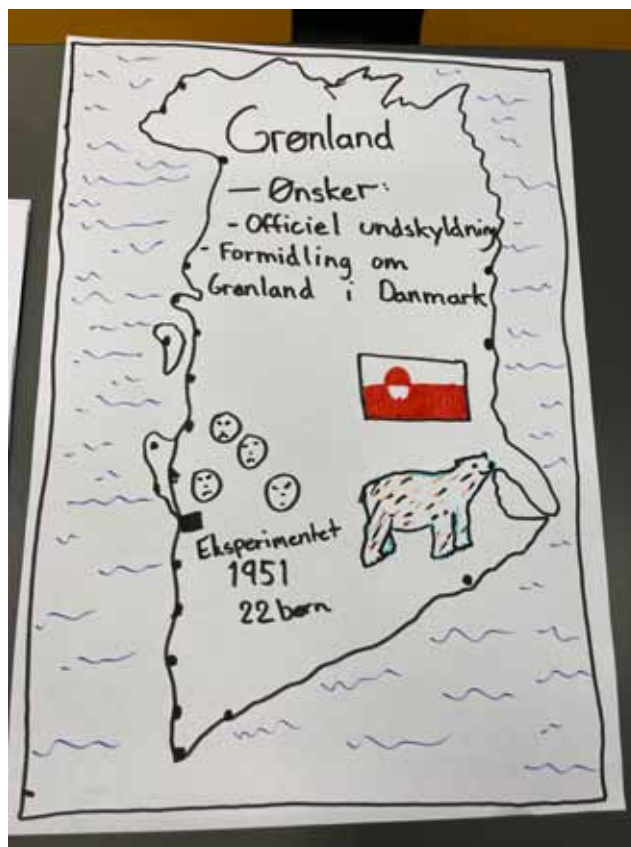 Grønland
— Ønsker:
- Officiel undskyldning
- Formidling om
Grønland i Danmark
Eksperimentet
1951
22 børn